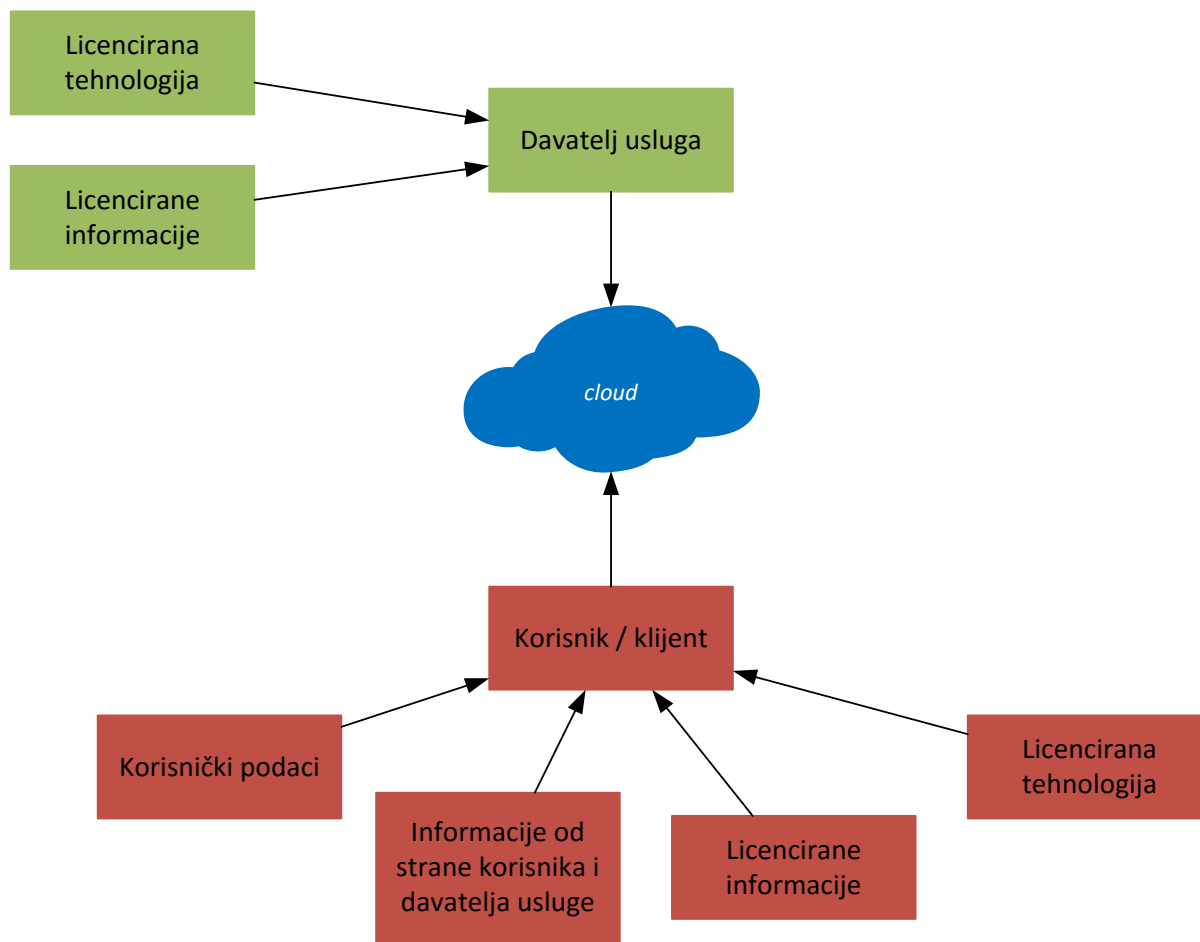 Licencirana
tehnologija
Davatelj usluga
Licencirane
informacije
cloud
Korisnik / klijent
Korisnički podaci
Informacije od
strane korisnika i
davatelja usluge
Licencirane
informacije
Licencirana
tehnologija